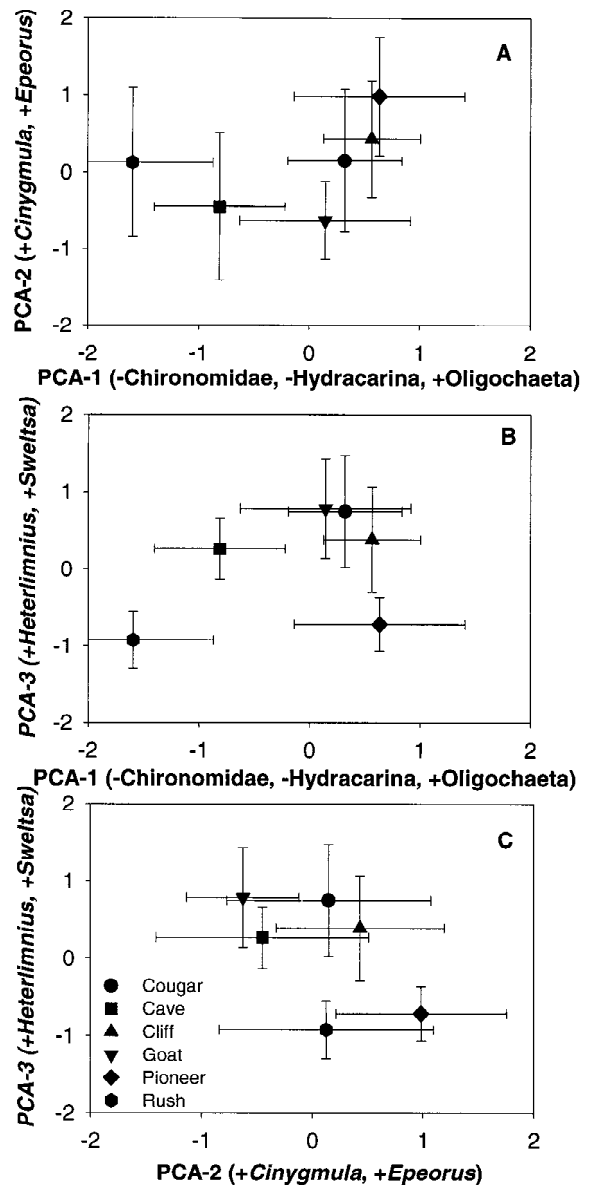 A
2
1
0
-1
-2
PCA-2 (+Cinygmula, +Epeorus)
-2 -1 0 1 2
PCA-1 (-Chironomidae, -Hydracarina, +Oligochaeta)
B
2
1
0
-1
-2
PCA-3 (+Heterlimnius, +Sweltsa)
-2 -1 0 1 2
PCA-1 (-Chironomidae, -Hydracarina, +Oligochaeta)
C
2
1
0
-1
-2
PCA-3 (+Heterlimnius, +Sweltsa)
Cougar
Cave
Cliff
Goat
Pioneer
Rush
-2 -1 0 1 2
PCA-2 (+Cinygmula, +Epeorus)